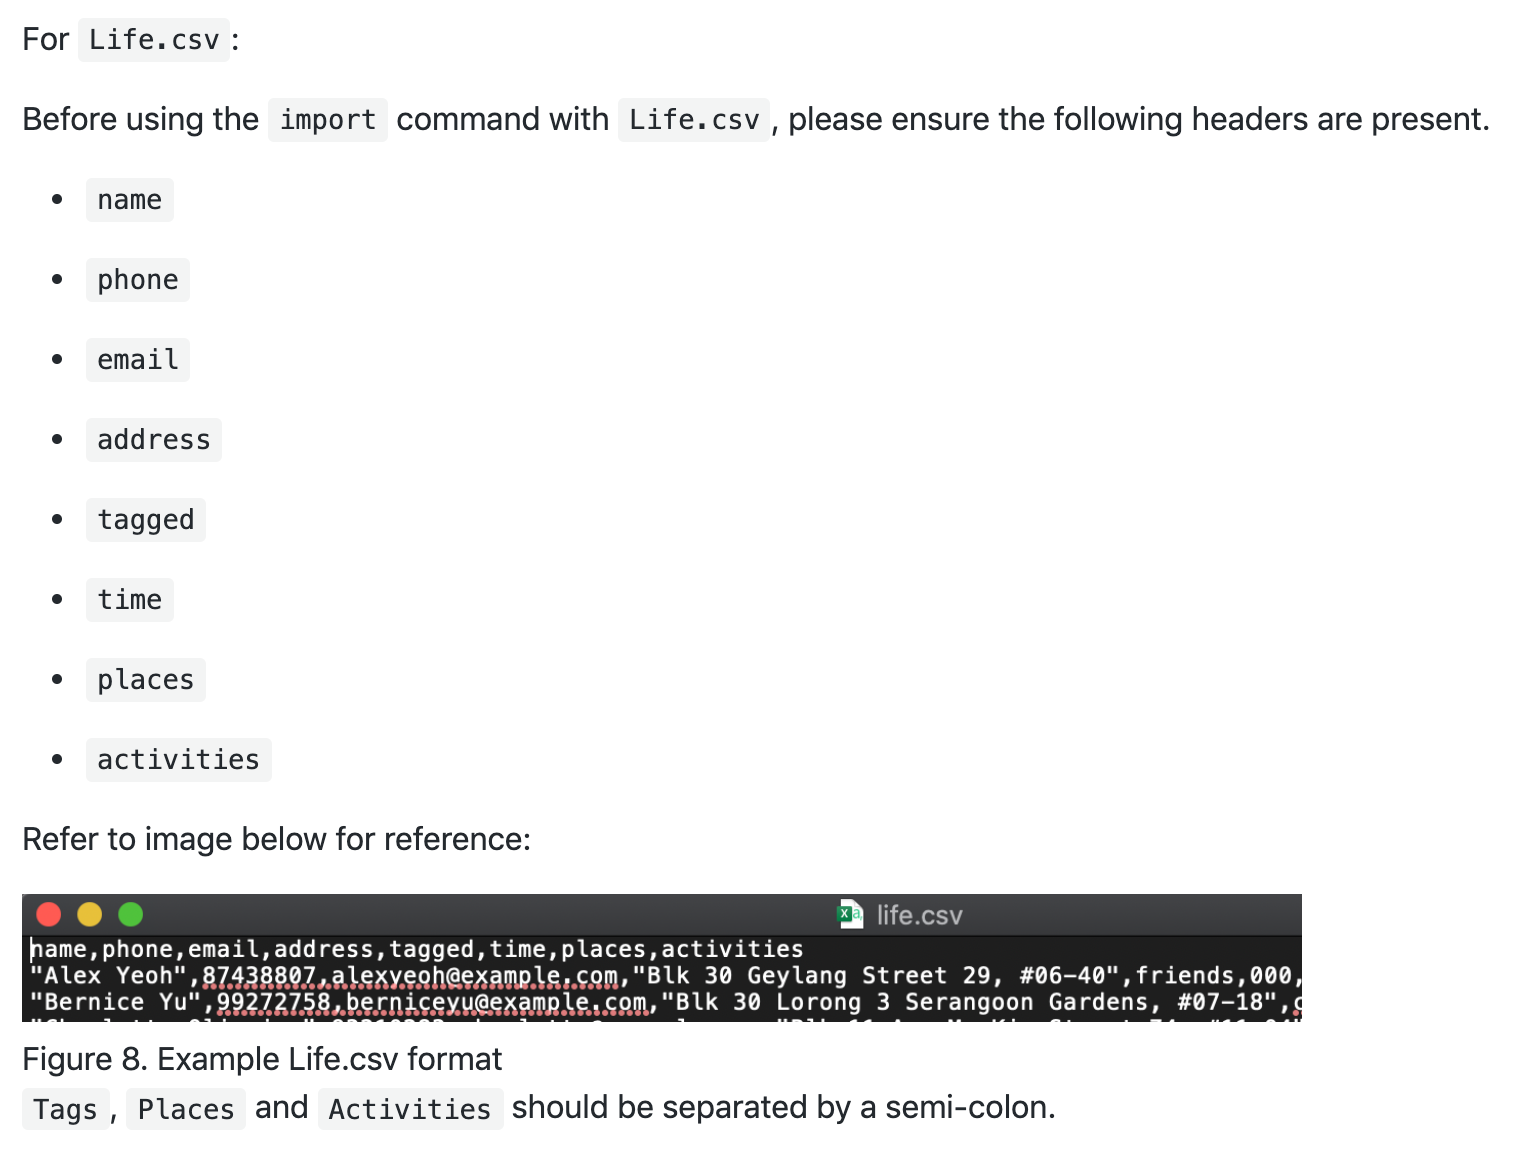 For Life.csv:
Before using the import command with Life.csv, please ensure the following headers are present.
• name
• phone
• email
• address
• tagged
• time
• places
• activities
Refer to image below for reference:
life.csv
name,phone,email,address,tagged,time,places,activities
"Alex Yeoh",87438807,alexyeoh@example.com,"Blk 30 Geylang Street 29, #06-40",friends,000,
"Bernice Yu",99272758,berniceyu@example.com,"Blk 30 Lorong 3 Serangoon Gardens, #07-18",c
Figure 8. Example Life.csv format
Tags, Places and Activities should be separated by a semi-colon.